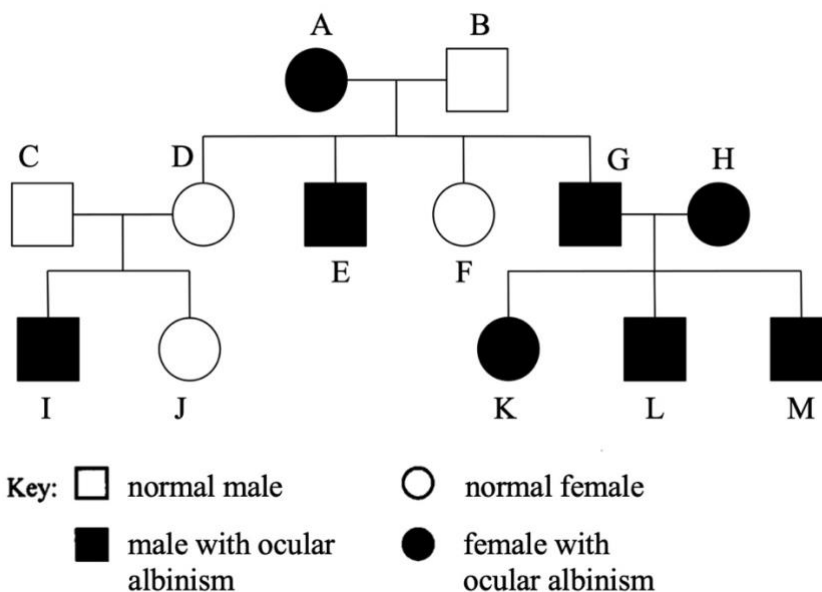 A B
C D G H
E F
I J K L M
Key: normal male normal female
male with ocular albinism female with ocular albinism